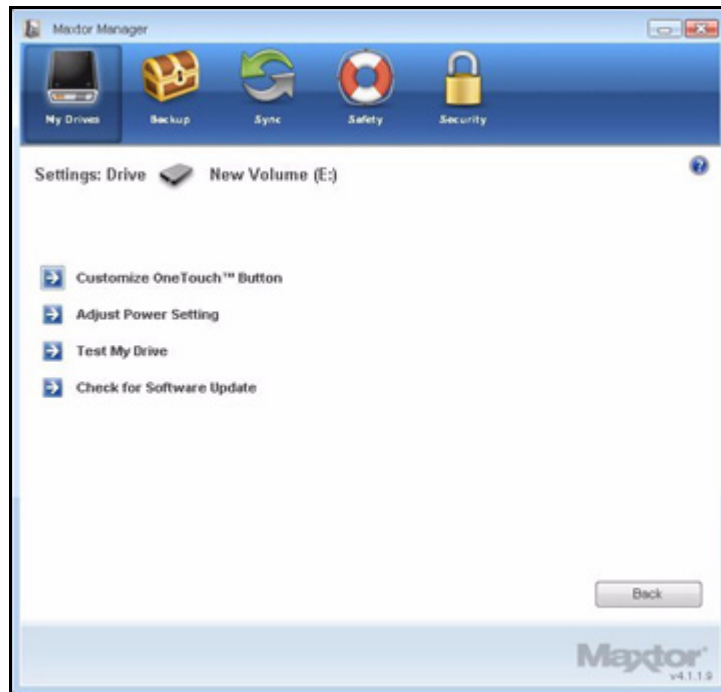 Maxtor Manager
My Drives Backup Sync Safety Security
Settings: Drive New Volume (E:)
?
Customize OneTouch™ Button
Adjust Power Setting
Test My Drive
Check for Software Update
Back
Maxtor
v4.1.1.9